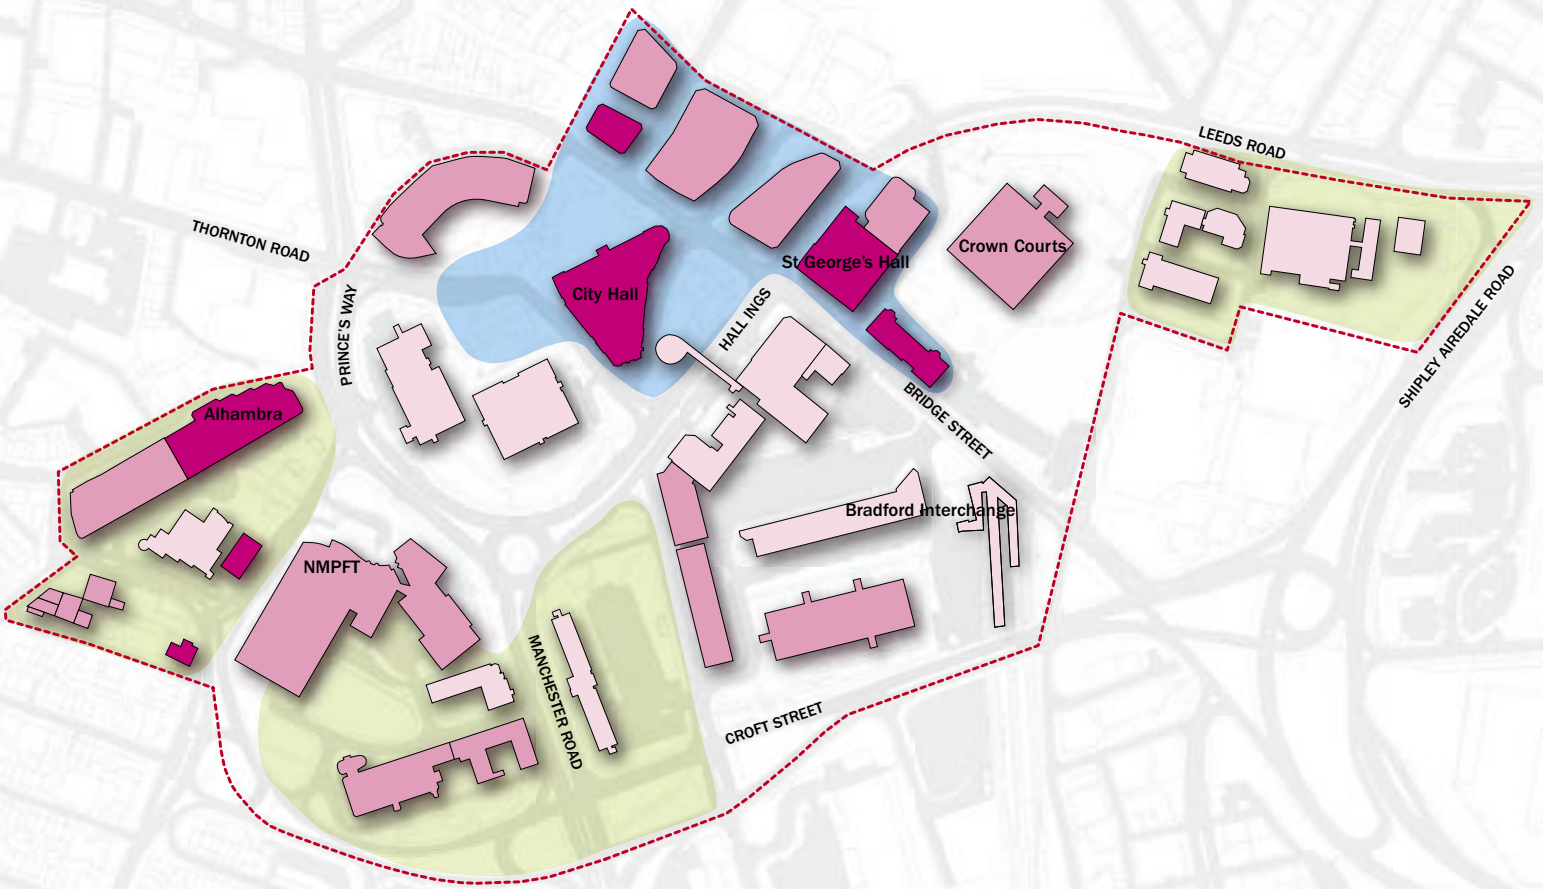 LEEDS ROAD
THORNTON ROAD
Crown Courts
St George's Hall
City Hall
HALL INGS
PRINCE'S WAY
SHIPLEY AIREDALE ROAD
Alhambra
BRIDGE STREET
Bradford Interchange
NMPFT
MANCHESTER ROAD
CROFT STREET